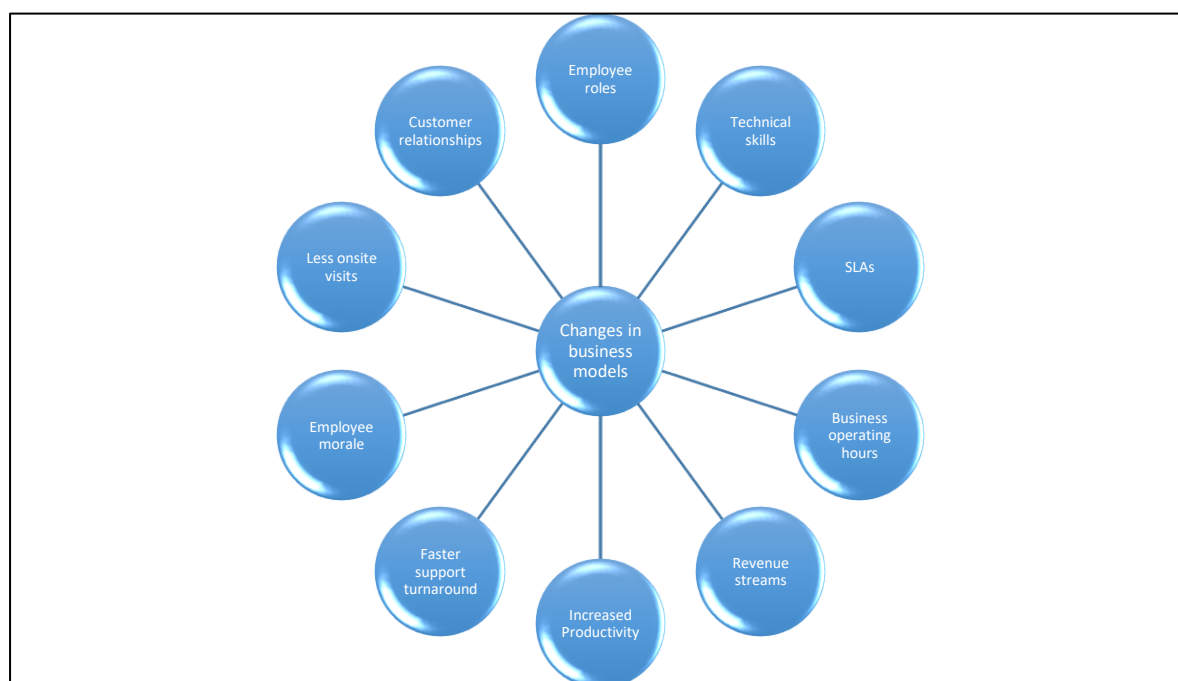 Employee
roles
Technical
skills
SLAs
Business
operating
hours
Revenue
streams
Increased
Productivity
Faster
support
turnaround
Employee
morale
Less onsite
visits
Customer
relationships
Changes in
business
models